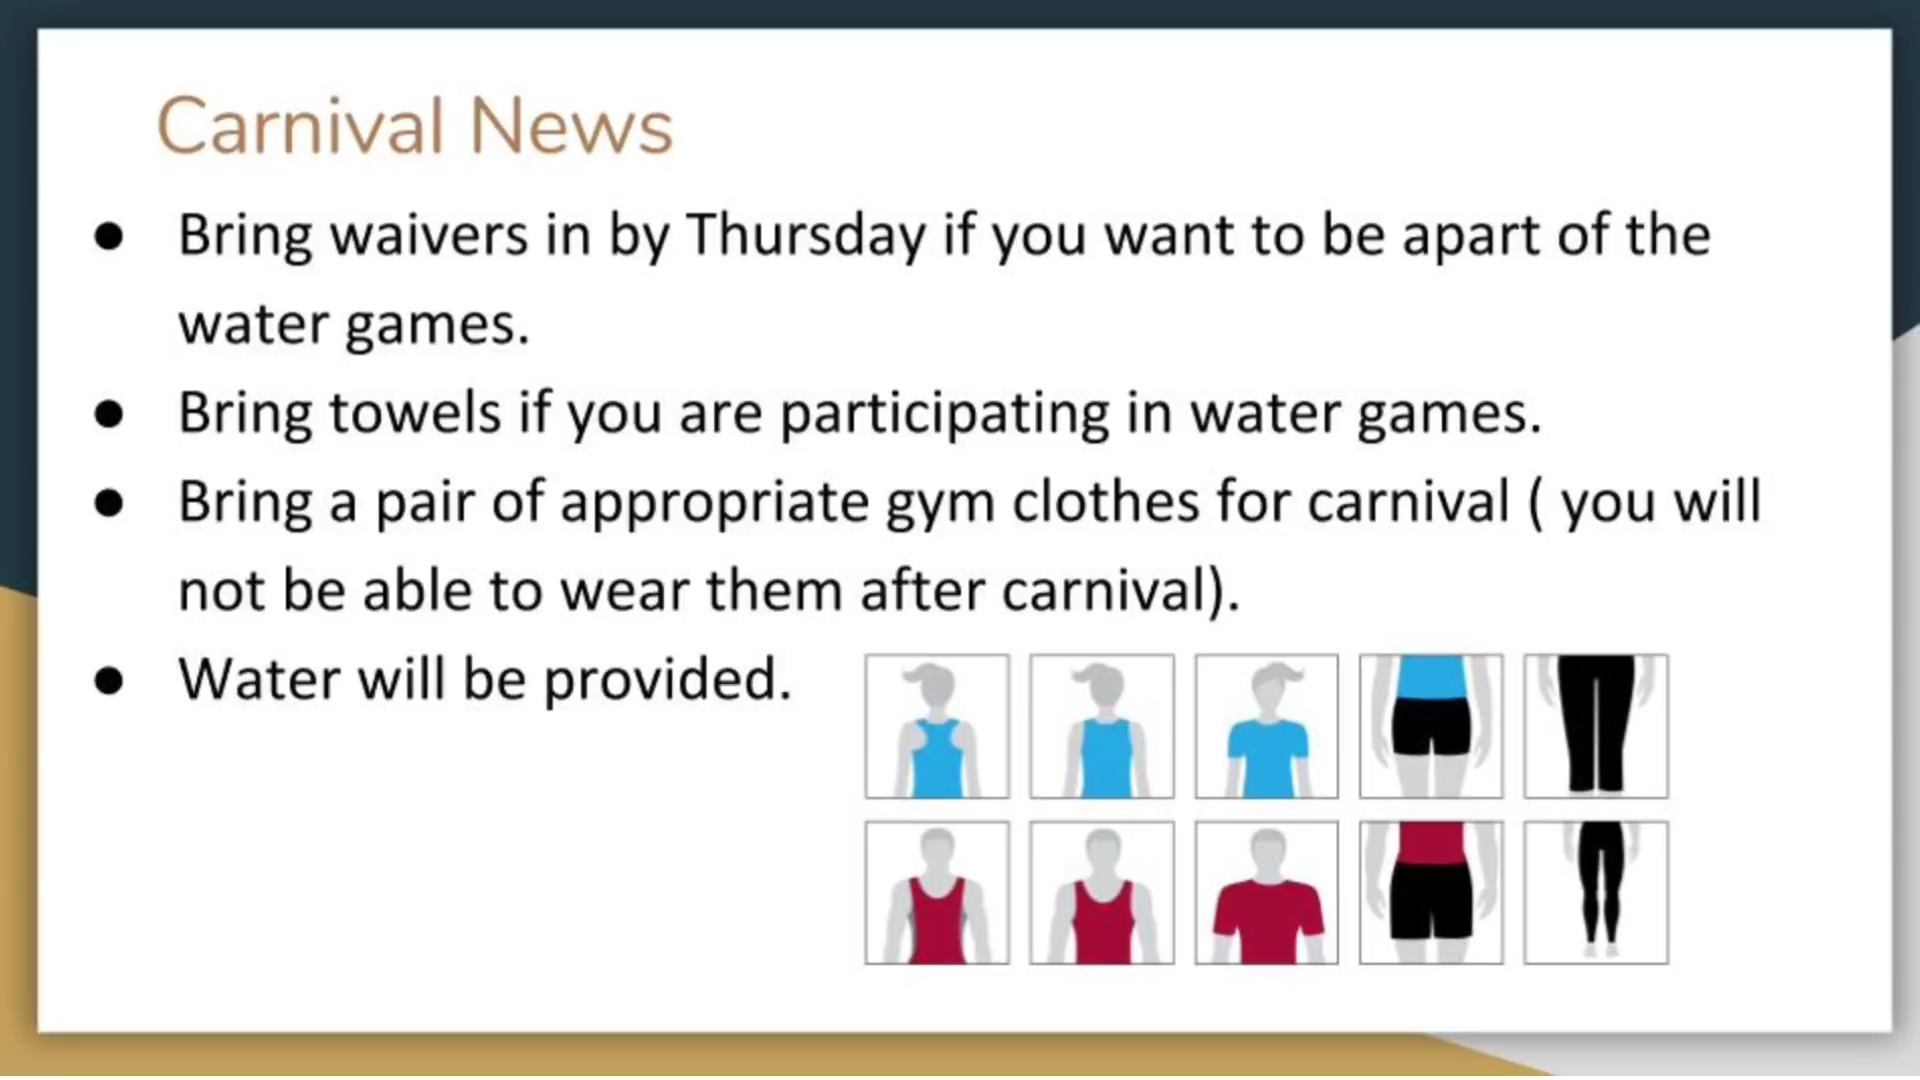 Carnival News
● Bring waivers in by Thursday if you want to be apart of the
water games.
● Bring towels if you are participating in water games.
● Bring a pair of appropriate gym clothes for carnival ( you will
not be able to wear them after carnival).
● Water will be provided.